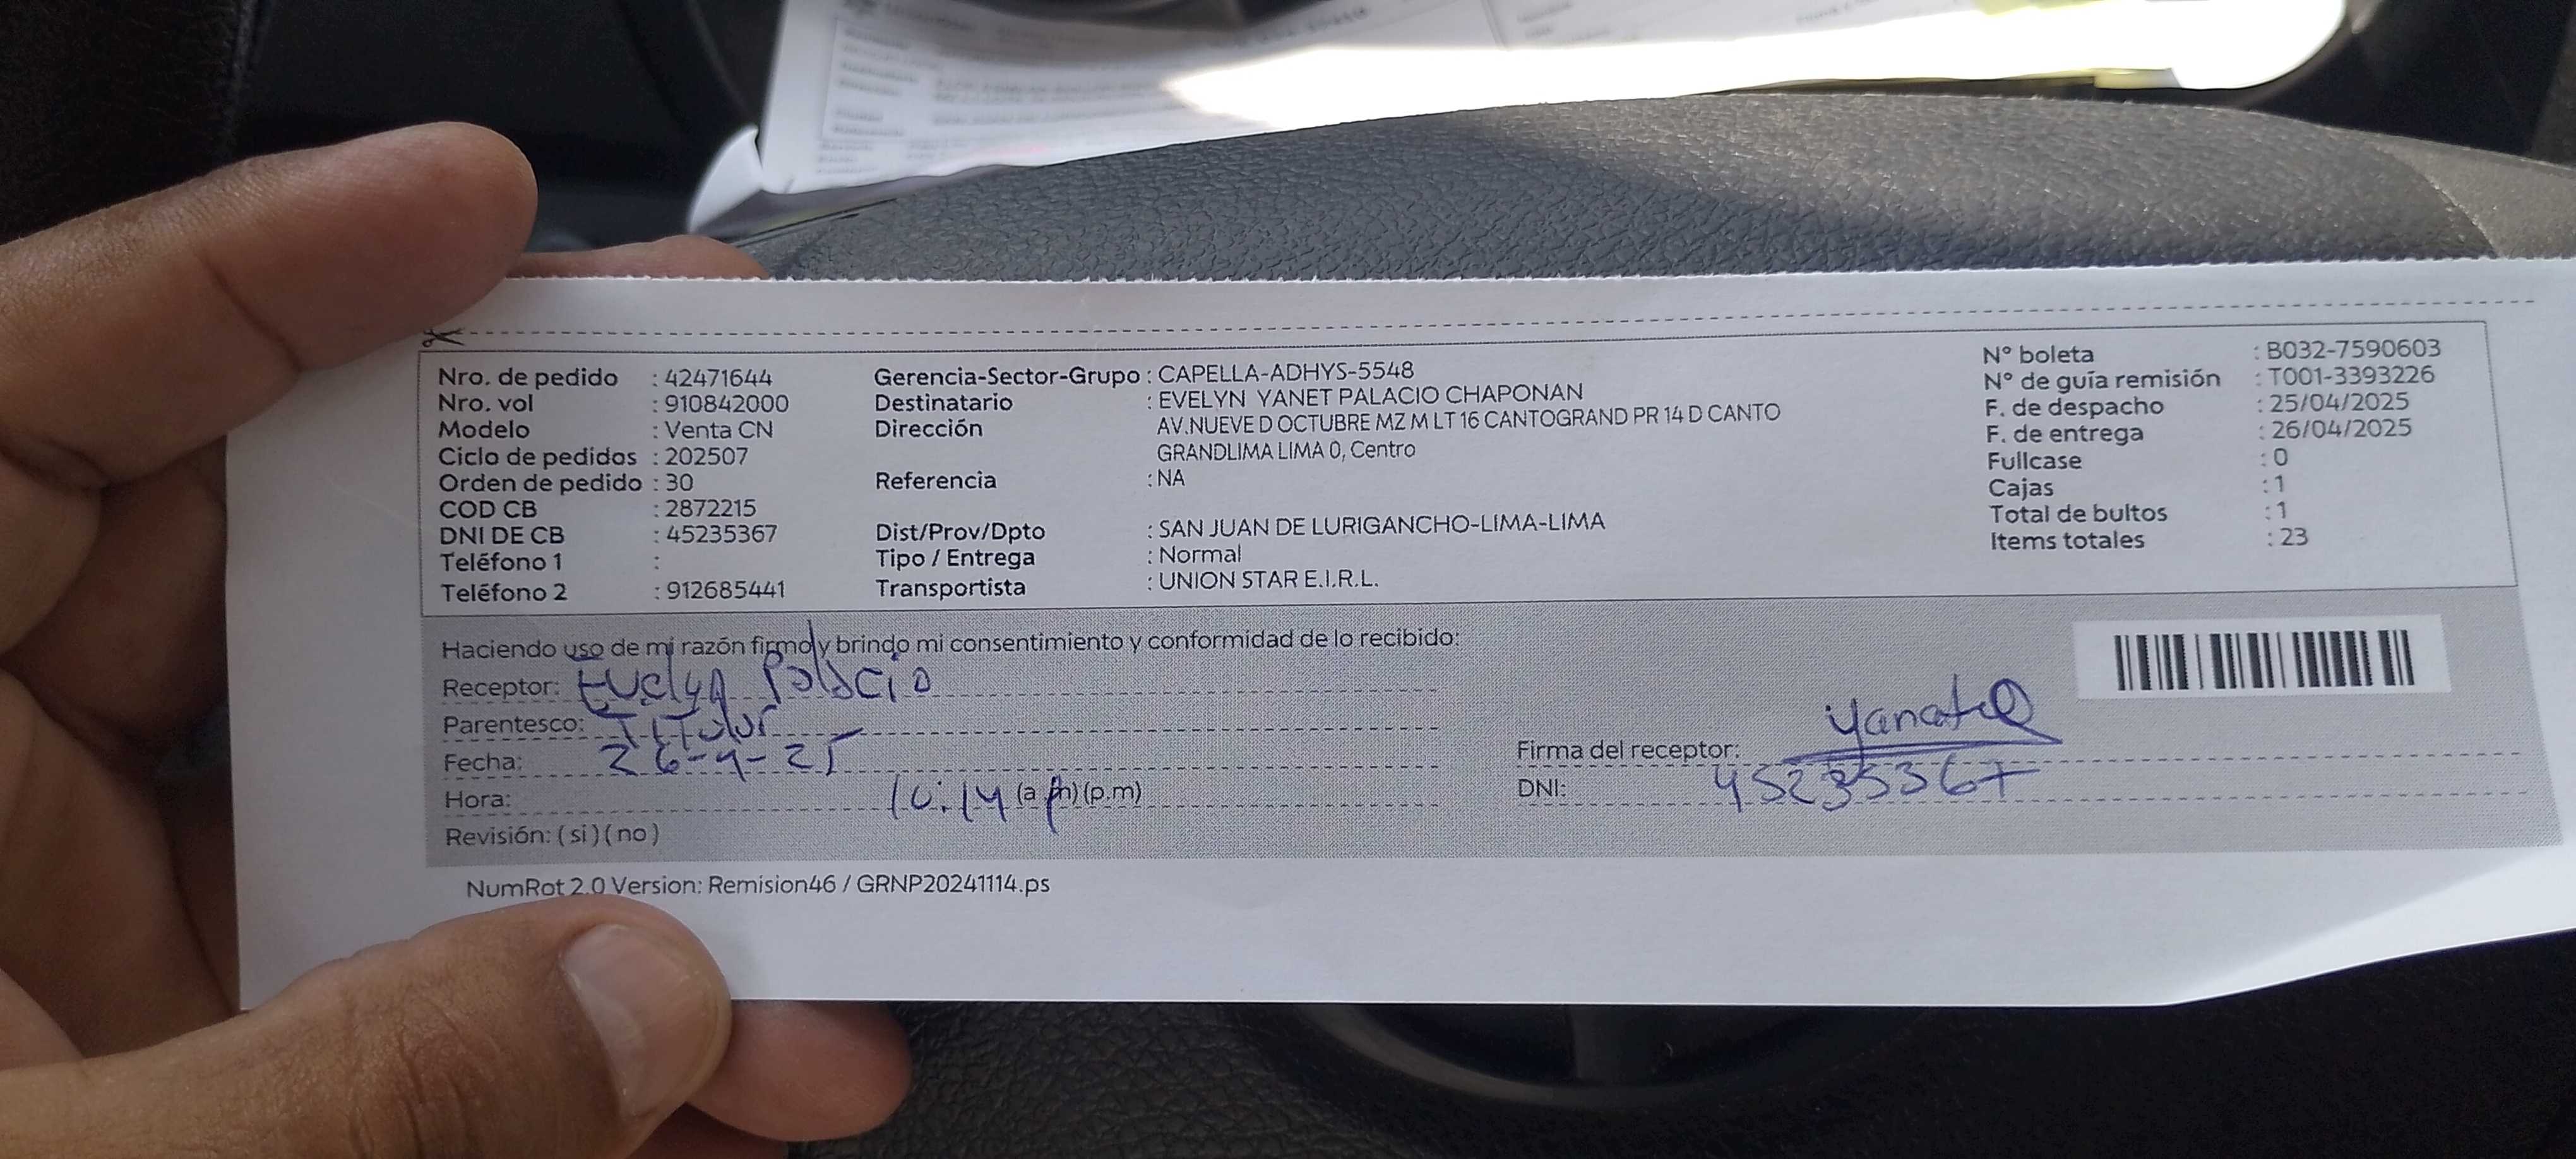 Nro. de pedido : 42471644
Nro. vol : 910842000
Modelo : Venta CN
Ciclo de pedidos : 202507
Orden de pedido : 30
COD CB : 2872215
DNI DE CB : 45235367
Teléfono 1 :
Teléfono 2 : 912685441
Gerencia-Sector-Grupo : CAPELLA-ADHYS-5548
Destinatario : EVELYN YANET PALACIO CHAPONAN
Dirección AV.NUEVE D OCTUBRE MZ M LT 16 CANTOGRAND PR 14 D CANTO
GRANDLIMA LIMA 0, Centro
Referencia : NA
Dist/Prov/Dpto : SAN JUAN DE LURIGANCHO-LIMA-LIMA
Tipo / Entrega : Normal
Transportista : UNION STAR E.I.R.L.
N° boleta : B032-7590603
N° de guía remisión : T001-3393226
F. de despacho : 25/04/2025
F. de entrega : 26/04/2025
Fullcase : 0
Cajas : 1
Total de bultos : 1
Items totales : 23
Haciendo uso de mi razón firmo y brindo mi consentimiento y conformidad de lo recibido:
Receptor: Evelyn Palacio
Parentesco: Titular
Fecha: 26-4-25
Hora: 10:14 (a.m) (p.m)
Revisión: (si) (no)
Firma del receptor:
DNI: 45235367
NumRot 2.0 Version: Remision46 / GRNP20241114.ps